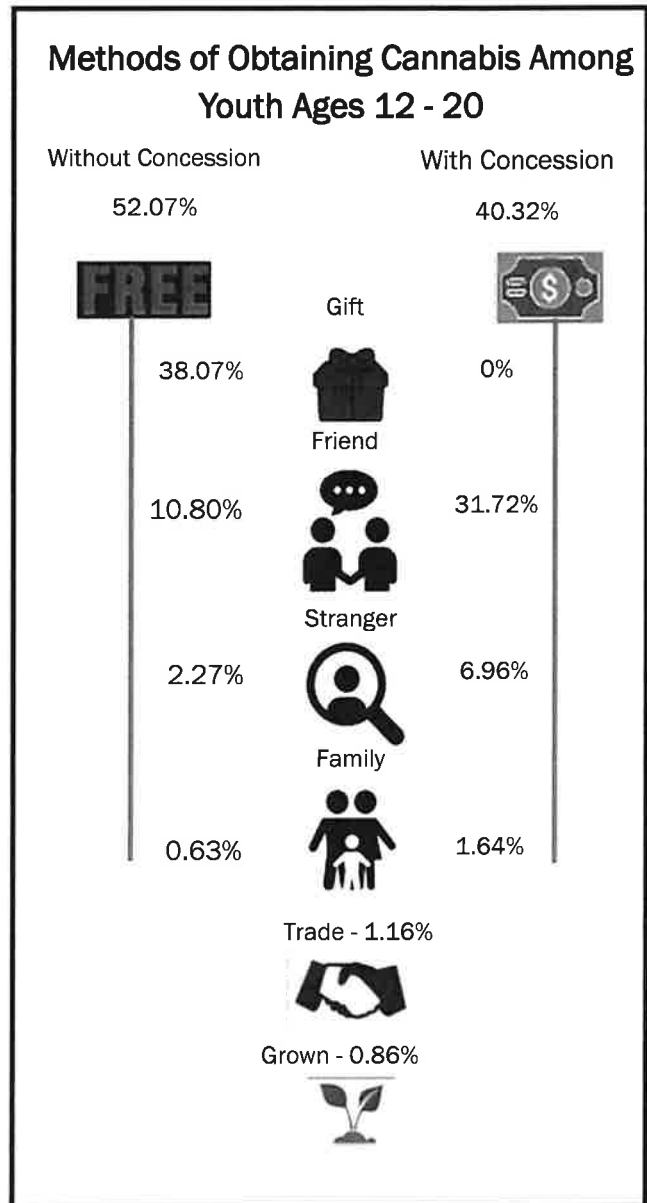 Methods of Obtaining Cannabis Among
Youth Ages 12 - 20
Without Concession
With Concession
52.07%
40.32%
FREE
$
Gift
38.07%
0%
Friend
10.80%
31.72%
Stranger
2.27%
6.96%
Family
0.63%
1.64%
Trade - 1.16%
Grown - 0.86%